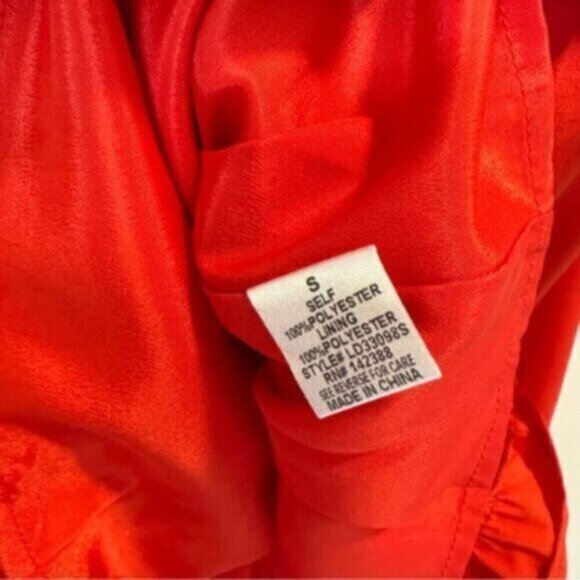 S
SELF
100%POLYESTER
LINING
100%POLYESTER
STYLE# LD33098S
RN# 142388
SEE REVERSE FOR CARE
MADE IN CHINA